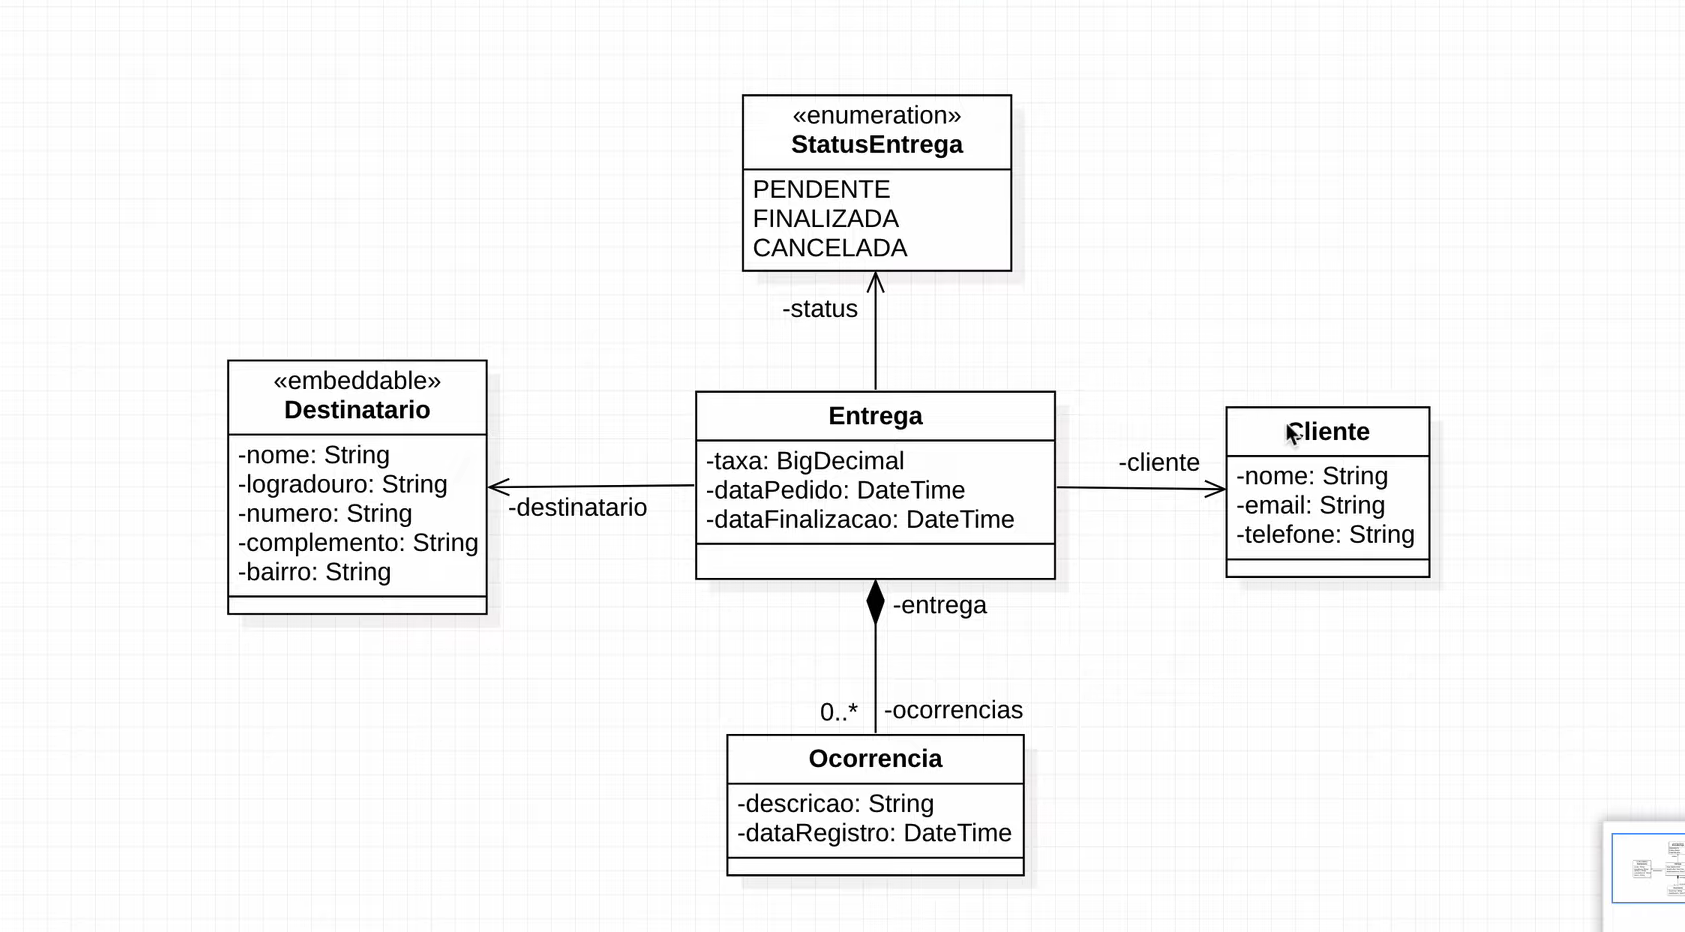 «enumeration»
StatusEntrega
PENDENTE
FINALIZADA
CANCELADA
-status
«embeddable»
Destinatario
-nome: String
-logradouro: String
-numero: String
-complemento: String
-bairro: String
-destinatario
Entrega
-taxa: BigDecimal
-dataPedido: DateTime
-dataFinalizacao: DateTime
-cliente
Cliente
-nome: String
-email: String
-telefone: String
-entrega
0..*
-ocorrencias
Ocorrencia
-descricao: String
-dataRegistro: DateTime